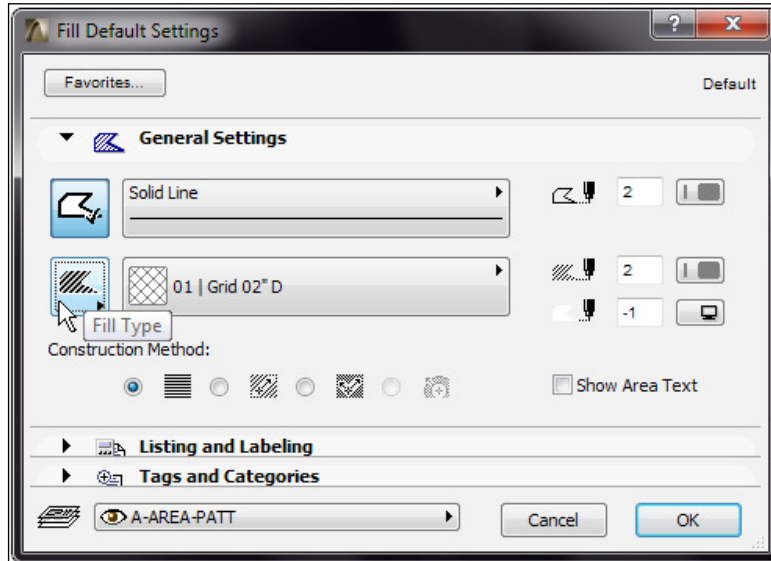 Fill Default Settings
?
X
Favorites...
Default
General Settings
Solid Line
2
01 | Grid 02" D
2
Fill Type
-1
Construction Method:
Show Area Text
Listing and Labeling
Tags and Categories
A-AREA-PATT
Cancel
OK